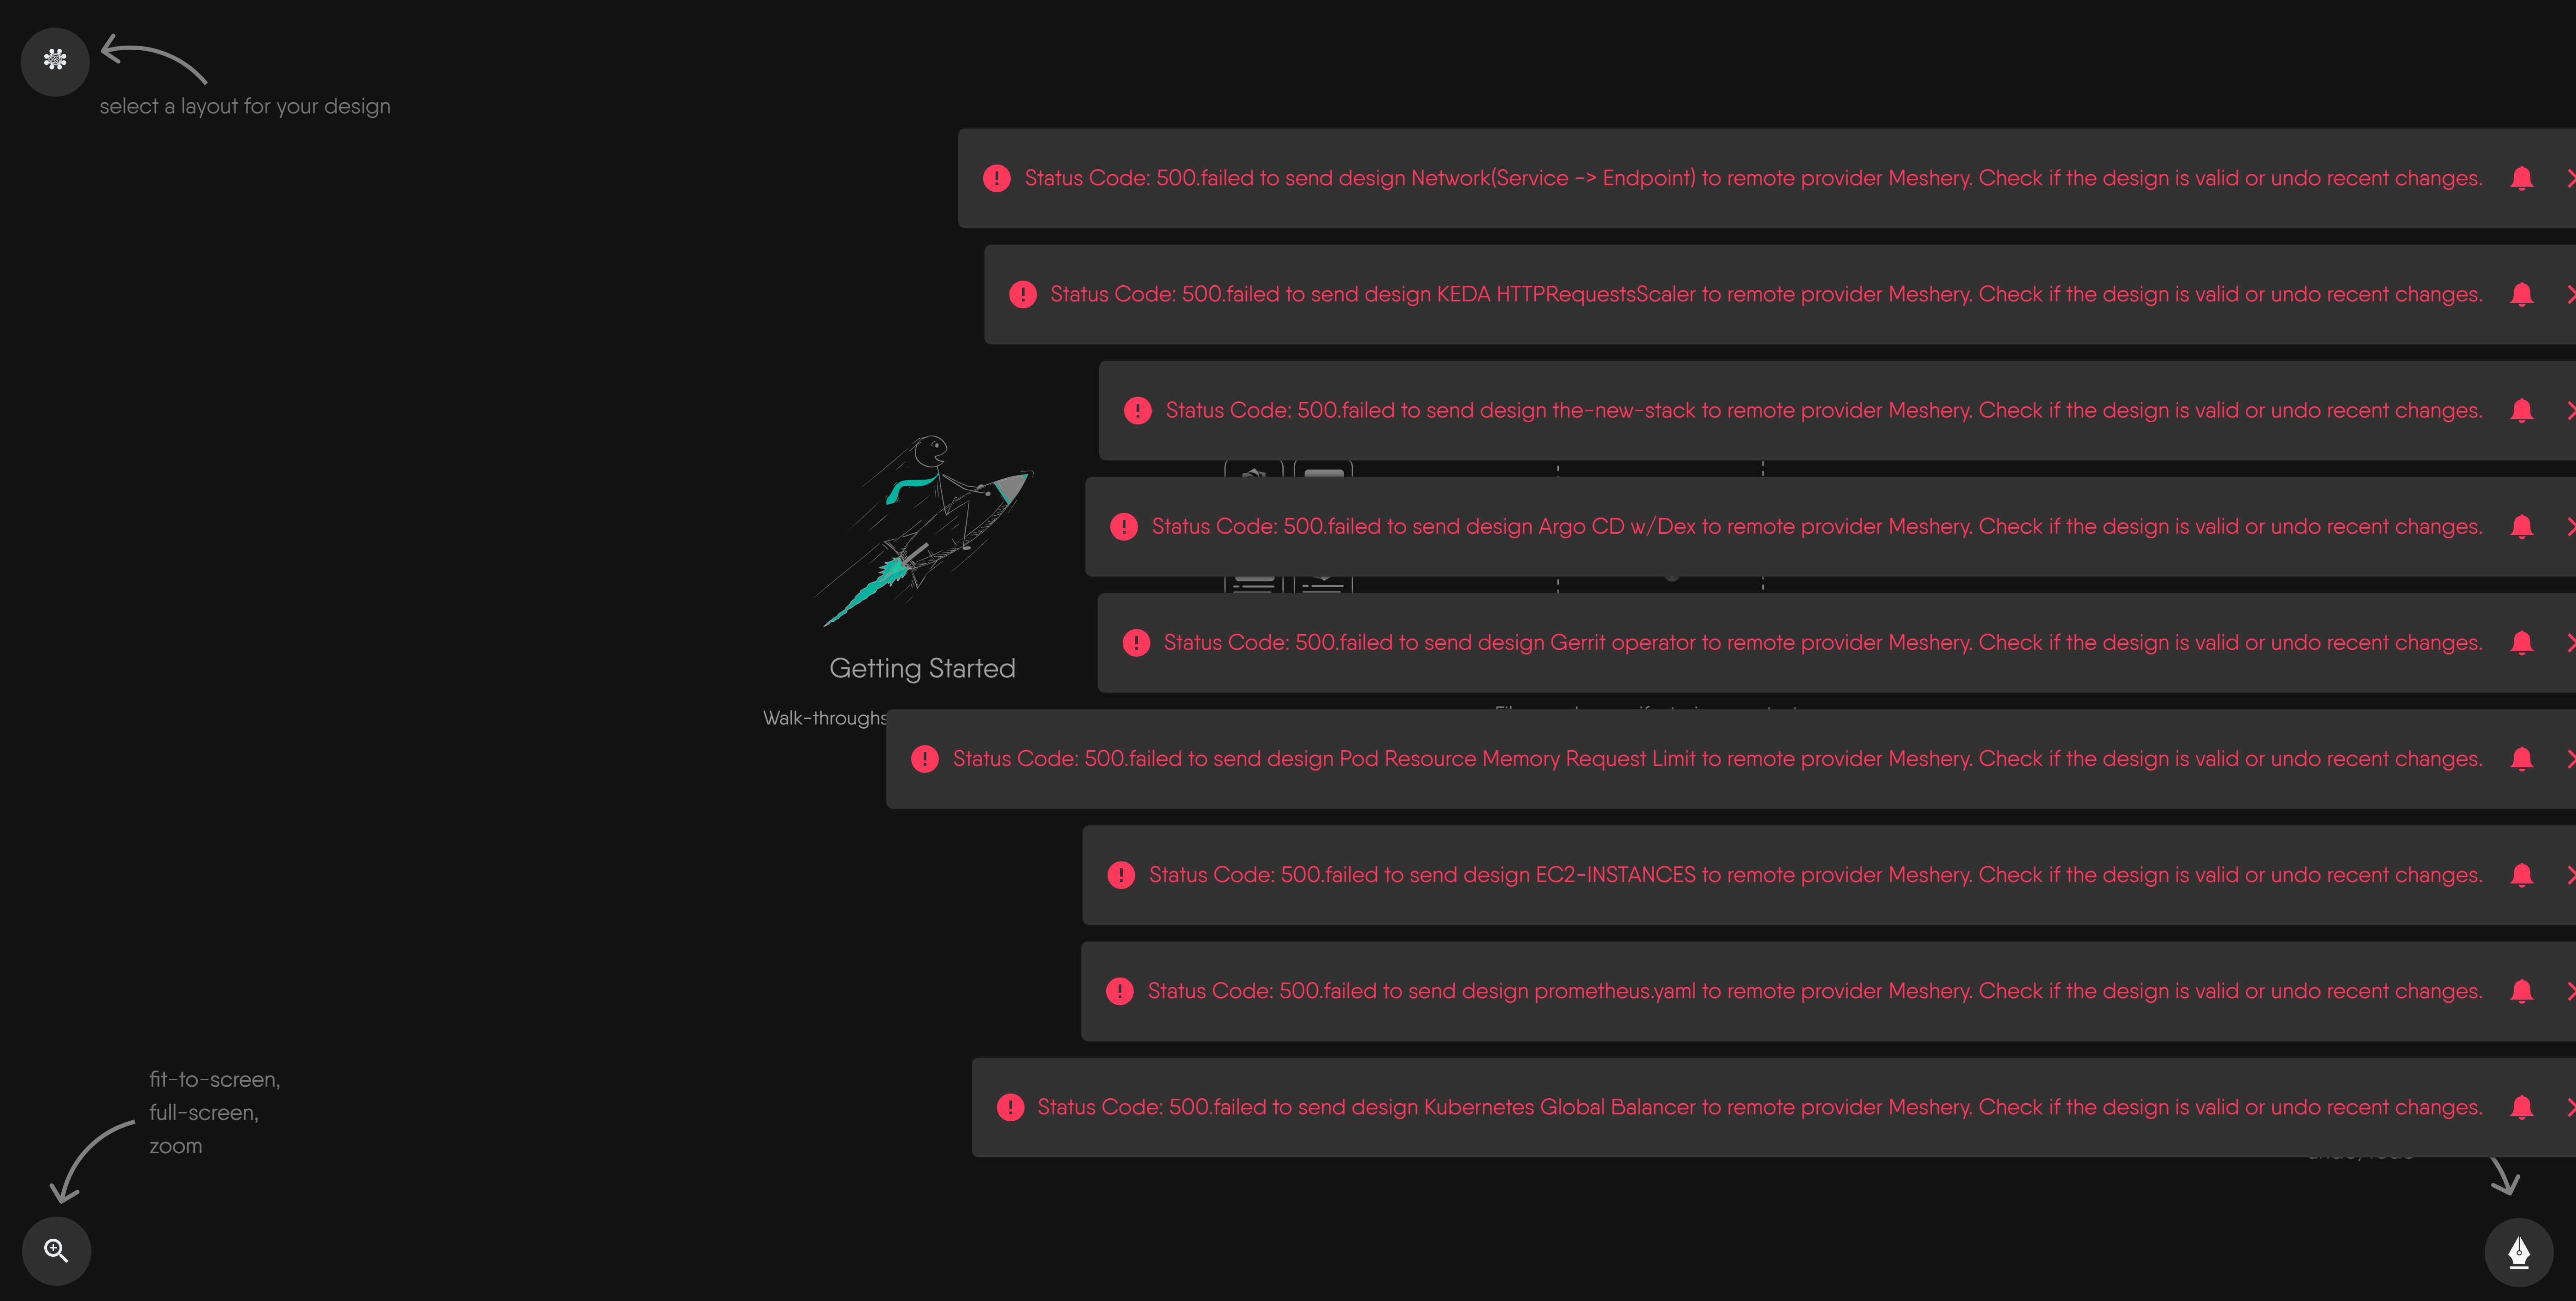 select a layout for your design
Status Code: 500.failed to send design Network(Service -> Endpoint) to remote provider Meshery. Check if the design is valid or undo recent changes.
Status Code: 500.failed to send design KEDA HTTPRequestsScaler to remote provider Meshery. Check if the design is valid or undo recent changes.
Status Code: 500.failed to send design the-new-stack to remote provider Meshery. Check if the design is valid or undo recent changes.
Status Code: 500.failed to send design Argo CD w/Dex to remote provider Meshery. Check if the design is valid or undo recent changes.
Status Code: 500.failed to send design Gerrit operator to remote provider Meshery. Check if the design is valid or undo recent changes.
Getting Started
Walk-throughs
Status Code: 500.failed to send design Pod Resource Memory Request Limit to remote provider Meshery. Check if the design is valid or undo recent changes.
Status Code: 500.failed to send design EC2-INSTANCES to remote provider Meshery. Check if the design is valid or undo recent changes.
Status Code: 500.failed to send design prometheus.yaml to remote provider Meshery. Check if the design is valid or undo recent changes.
Status Code: 500.failed to send design Kubernetes Global Balancer to remote provider Meshery. Check if the design is valid or undo recent changes.
fit-to-screen,
full-screen,
zoom